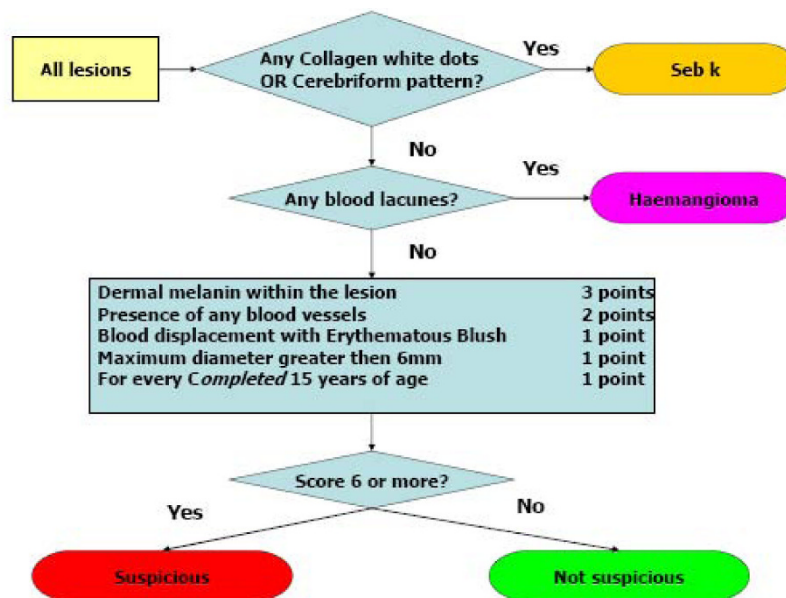 All lesions
Any Collagen white dots
OR Cerebriform pattern?
Yes
Seb k
No
Any blood lacunes?
Yes
Haemangioma
No
Dermal melanin within the lesion 3 points
Presence of any blood vessels 2 points
Blood displacement with Erythematous Blush 1 point
Maximum diameter greater then 6mm 1 point
For every Completed 15 years of age 1 point
Score 6 or more?
Yes
No
Suspicious
Not suspicious